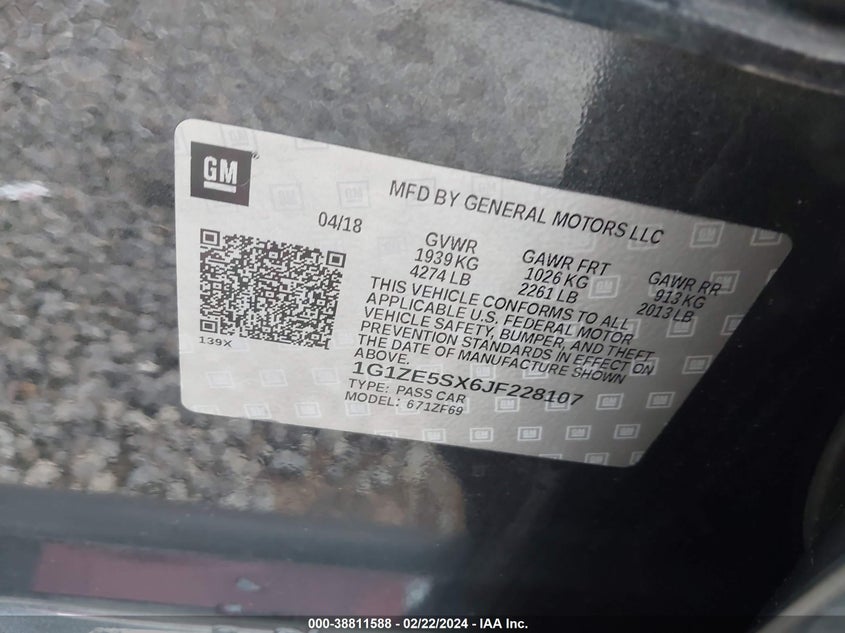 GM
MFD BY GENERAL MOTORS LLC
04/18
GVWR
1939 KG
4274 LB
GAWR FRT
1026 KG
2261 LB
GAWR RR
913 KG
2013 LB
THIS VEHICLE CONFORMS TO ALL
APPLICABLE U.S. FEDERAL MOTOR
VEHICLE SAFETY, BUMPER, AND THEFT
PREVENTION STANDARDS IN EFFECT ON
THE DATE OF MANUFACTURE SHOWN
ABOVE.
139X
1G1ZE5SX6JF228107
TYPE: PASS CAR
MODEL: 671ZF69
000-38811588 - 02/22/2024 - IAA Inc.